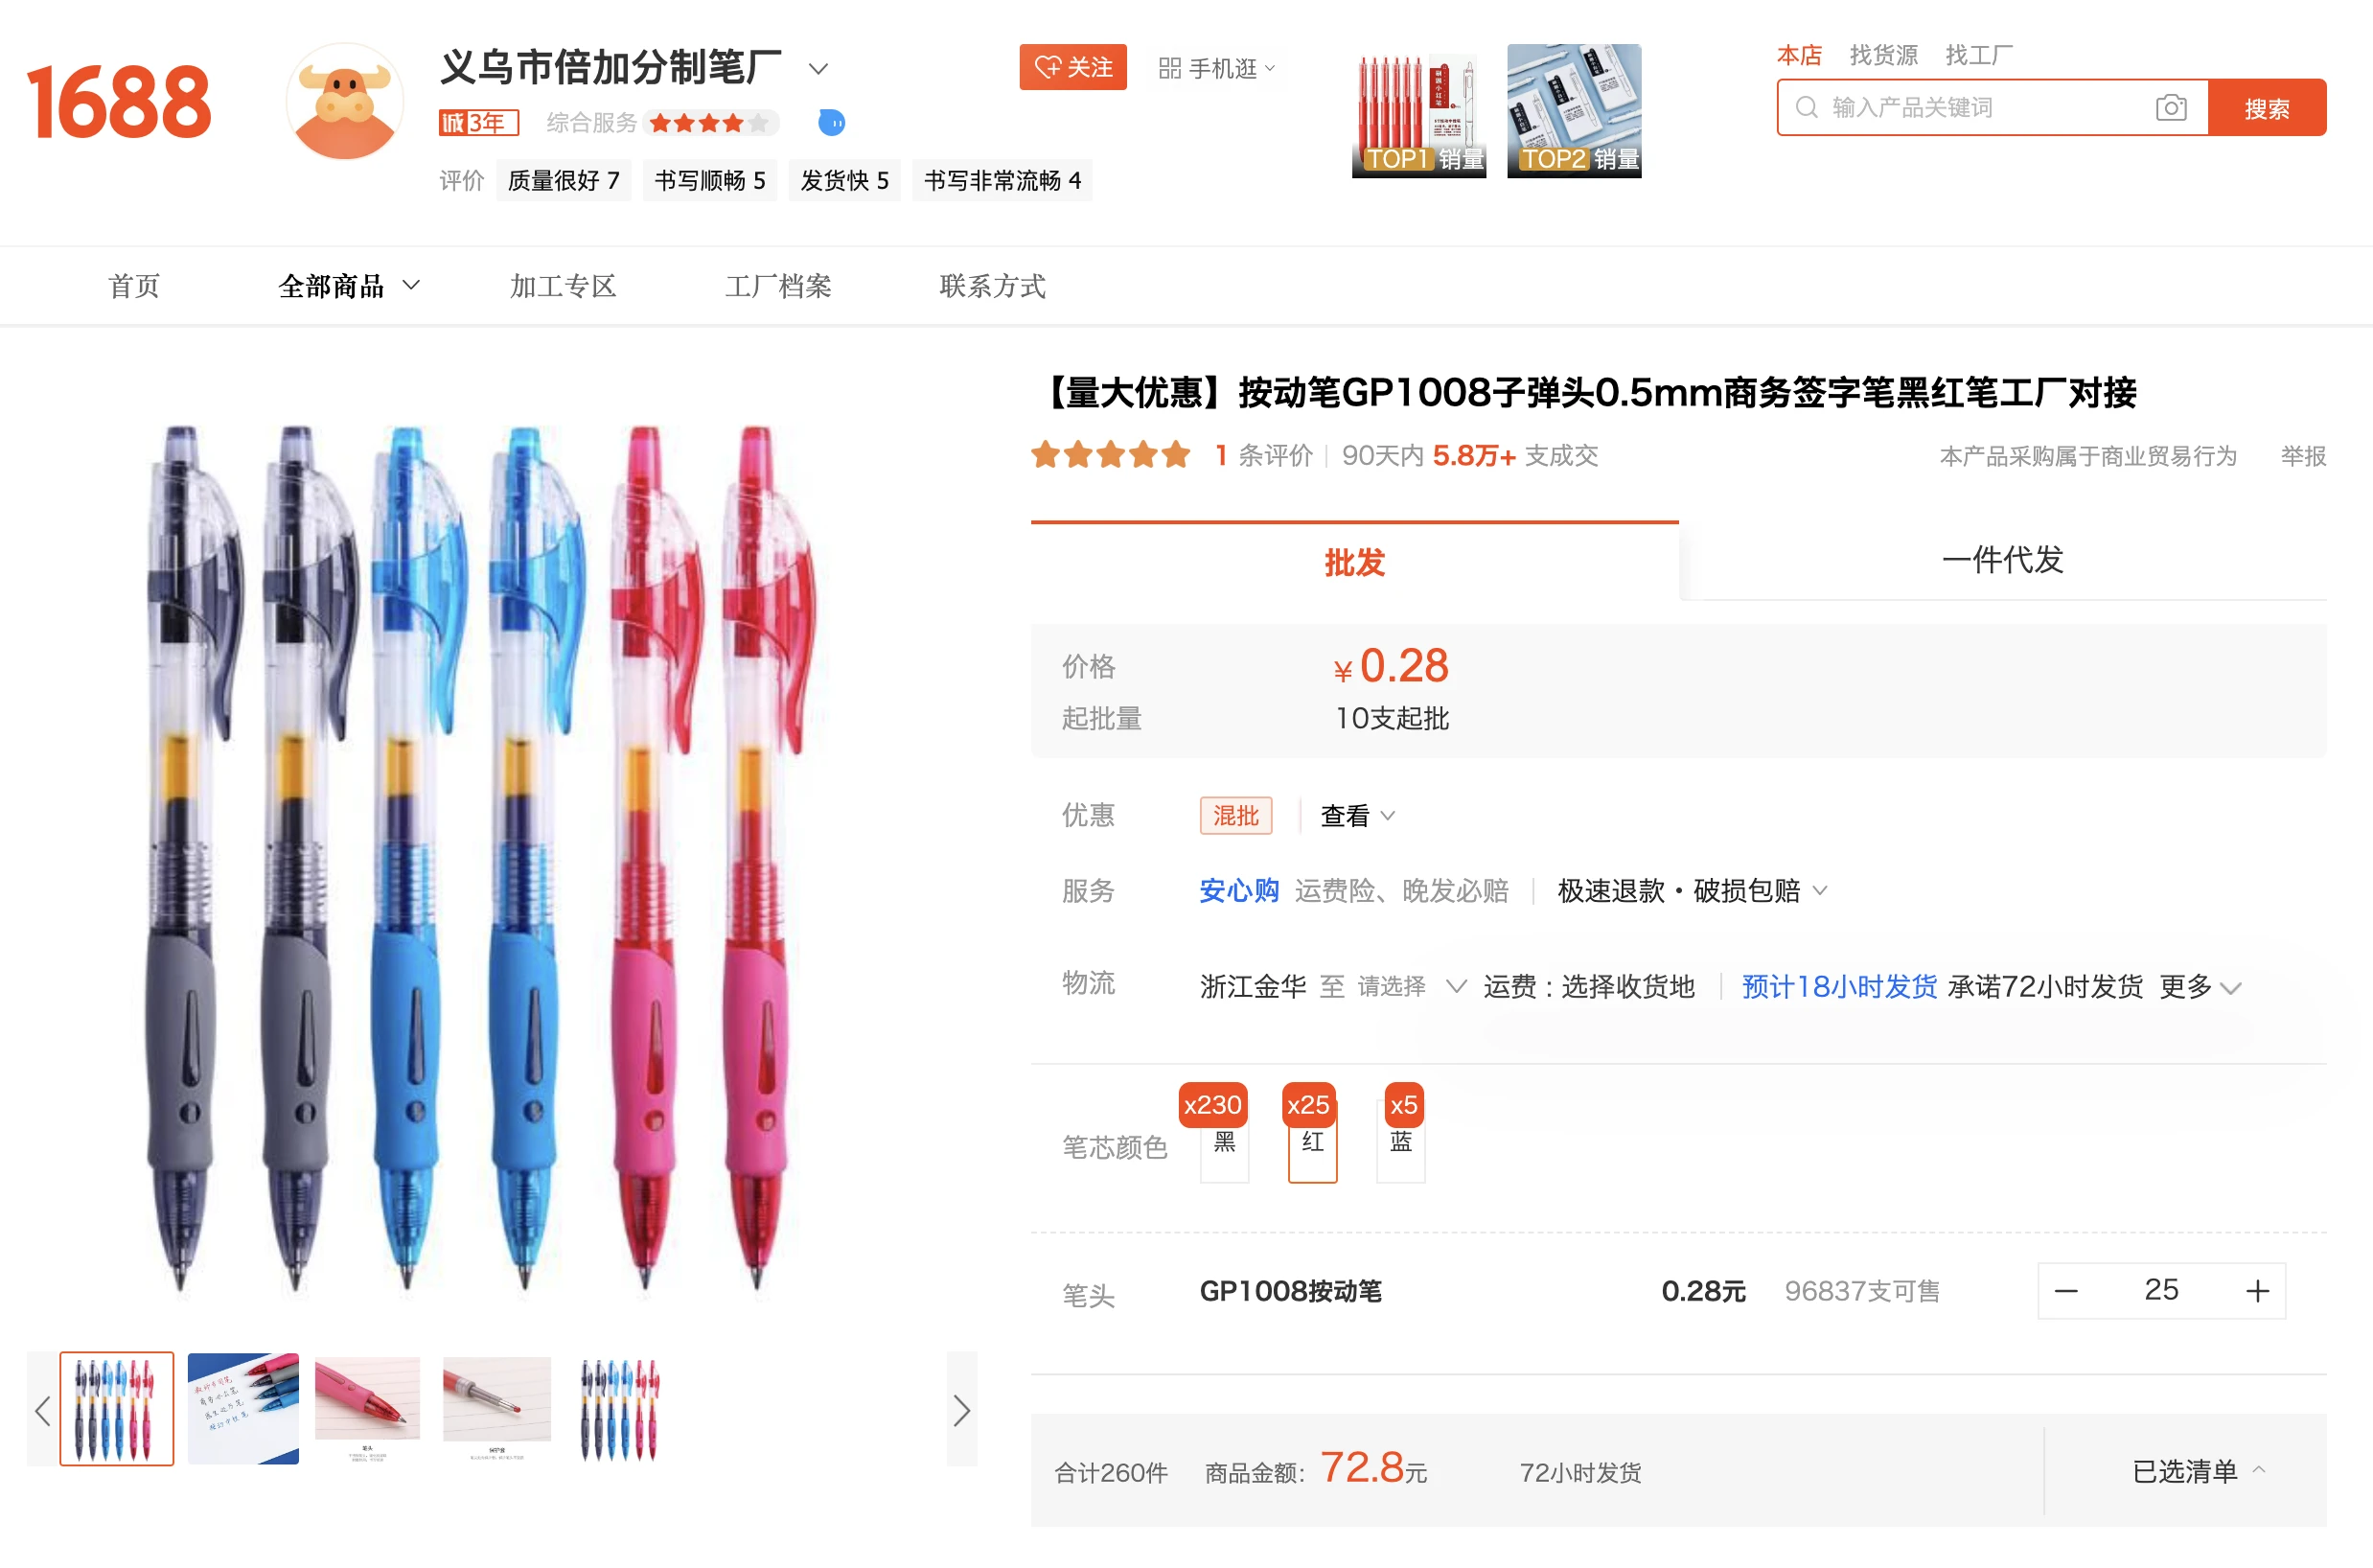 1688
义乌市倍加分制笔厂
关注
手机逛
诚3年
综合服务
评价
质量很好 7
书写顺畅 5
发货快 5
书写非常流畅 4
TOP1 销量
TOP2 销量
本店 找货源 找工厂
输入产品关键词
搜索
首页
全部商品
加工专区
工厂档案
联系方式
【量大优惠】按动笔GP1008子弹头0.5mm商务签字笔黑红笔工厂对接
1 条评价 90天内 5.8万+ 支成交
本产品采购属于商业贸易行为 举报
批发
一件代发
价格 ¥0.28
起批量 10支起批
优惠 混批 查看
服务 安心购 运费险、晚发必赔 极速退款・破损包赔
物流 浙江金华 至 请选择 运费：选择收货地 预计18小时发货 承诺72小时发货 更多
x230 x25 x5
笔芯颜色 黑 红 蓝
笔头 GP1008按动笔 0.28元 96837支可售 − 25 +
笔头
保护套
合计260件 商品金额： 72.8元 72小时发货 已选清单